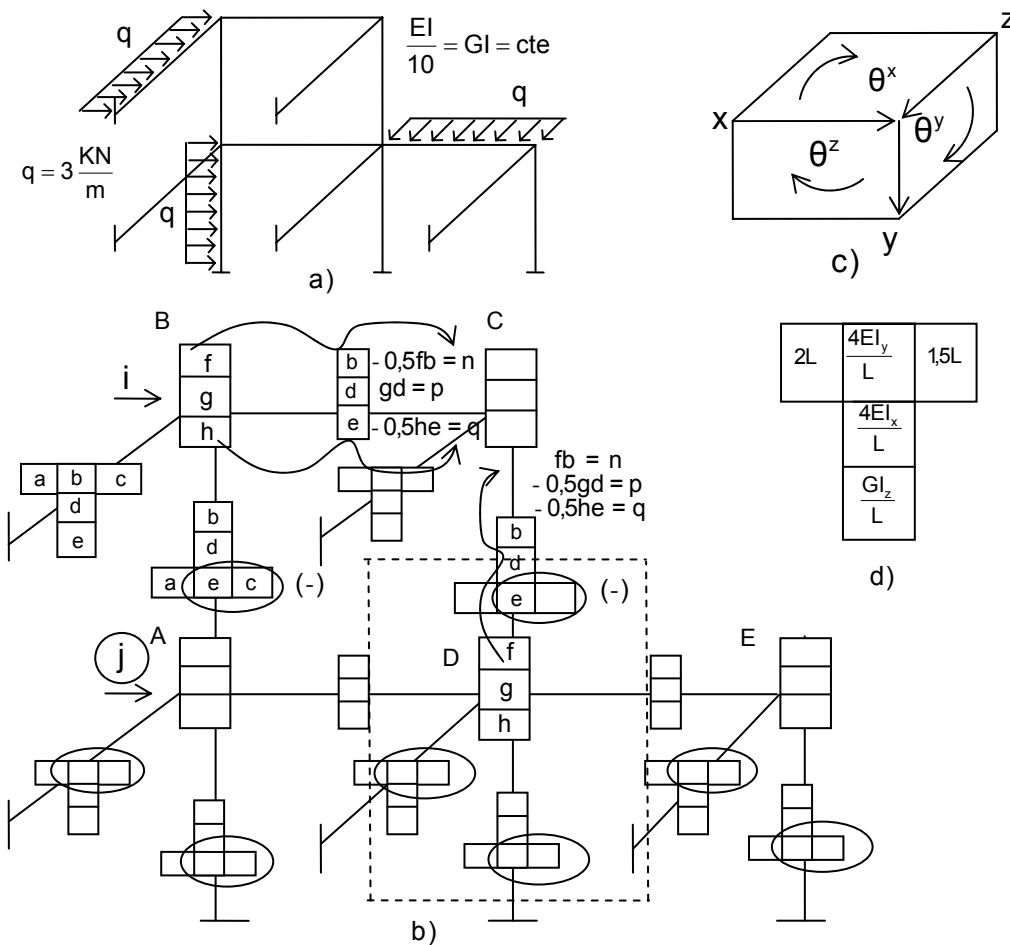 q
EI/10 = GI = cte
q
q = 3 KN/m
q
a)
z
θ^x
x
θ^y
θ^z
y
c)
B
C
i
f
g
h
b
d
e
- 0,5fb = n
gd = p
- 0,5he = q
a b c
d
e
fb = n
- 0,5gd = p
- 0,5he = q
b
d
a e c
(-)
b
d
e
(-)
2L
4EI_y/L
1,5L
4EI_x/L
GI_z/L
d)
j
A
D
f
g
h
E
b)